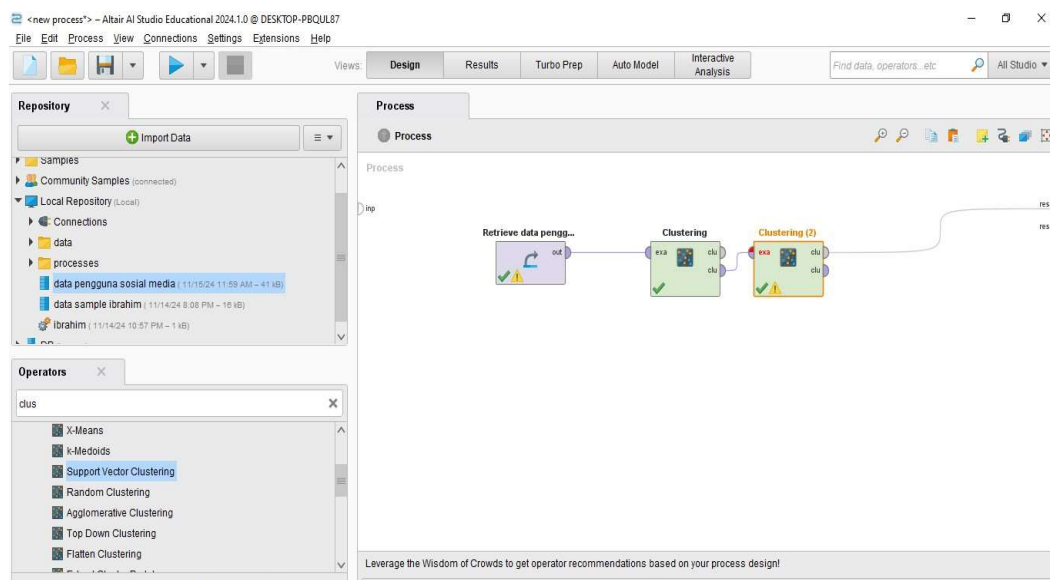 <new process*> – Altair AI Studio Educational 2024.1.0 @ DESKTOP-PBQUL87
File Edit Process View Connections Settings Extensions Help
Views: Design Results Turbo Prep Auto Model Interactive Analysis Find data, operators...etc All Studio
Repository
Import Data
Samples
Community Samples (connected)
Local Repository (Local)
Connections
data
processes
data pengguna sosial media (11/15/24 11:59 AM – 41 kB)
data sample ibrahim (11/14/24 8:08 PM – 16 kB)
ibrahim (11/14/24 10:57 PM – 1 kB)
DB
Operators
clus
X-Means
k-Medoids
Support Vector Clustering
Random Clustering
Agglomerative Clustering
Top Down Clustering
Flatten Clustering
Process
Process
Process
inp
res
res
Retrieve data pengg...
out
Clustering
exa clu
clu
Clustering (2)
exa clu
clu
Leverage the Wisdom of Crowds to get operator recommendations based on your process design!